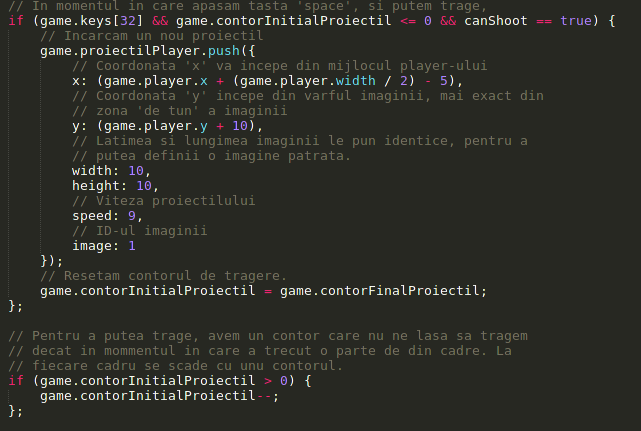 // In momentul in care apasam tasta 'space', si putem trage,
if (game.keys[32] && game.contorInitialProiectil <= 0 && canShoot == true) {
// Incarcam un nou proiectil
game.proiectilPlayer.push({
// Coordonata 'x' va incepe din mijlocul player-ului
x: (game.player.x + (game.player.width / 2) - 5),
// Coordonata 'y' incepe din varful imaginii, mai exact din
// zona 'de tun' a imaginii
y: (game.player.y + 10),
// Latimea si lungimea imaginii le pun identice, pentru a
// putea definii o imagine patrata.
width: 10,
height: 10,
// Viteza proiectilului
speed: 9,
// ID-ul imaginii
image: 1
});
// Resetam contorul de tragere.
game.contorInitialProiectil = game.contorFinalProiectil;
};
// Pentru a putea trage, avem un contor care nu ne lasa sa tragem
// decat in momentul in care a trecut o parte de din cadre. La
// fiecare cadru se scade cu unu contorul.
if (game.contorInitialProiectil > 0) {
game.contorInitialProiectil--;
};